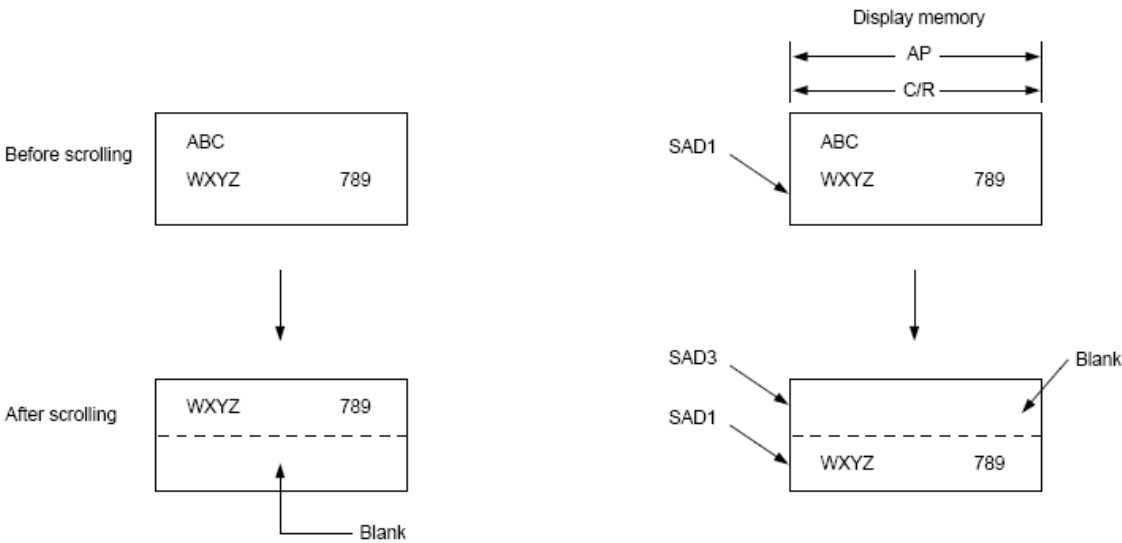 Display memory
AP
C/R
Before scrolling
ABC
WXYZ 789
SAD1
ABC
WXYZ 789
After scrolling
WXYZ 789
Blank
SAD3
SAD1
Blank
WXYZ 789